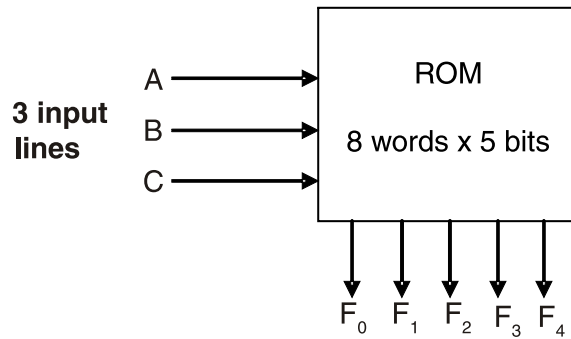 A
ROM
3 input
lines
B
8 words x 5 bits
C
F₀ F₁ F₂ F₃ F₄